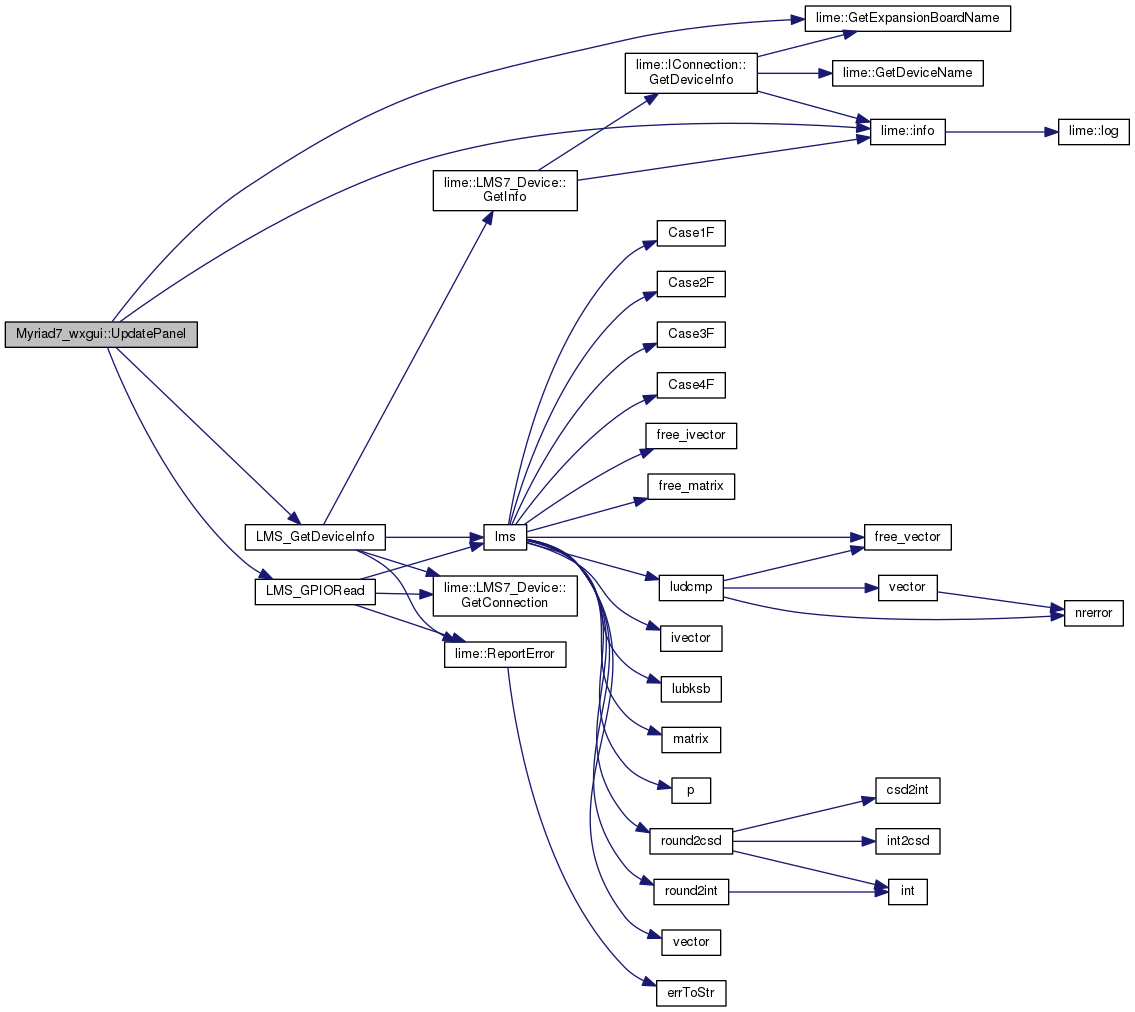 lime::GetExpansionBoardName
lime::IConnection::
GetDeviceInfo
lime::GetDeviceName
lime::info
lime::log
lime::LMS7_Device::
GetInfo
Case1F
Case2F
Myriad7_wxgui::UpdatePanel
Case3F
Case4F
free_ivector
free_matrix
LMS_GetDeviceInfo
lms
free_vector
LMS_GPIORead
lime::LMS7_Device::
GetConnection
ludcmp
vector
nrerror
ivector
lime::ReportError
lubksb
matrix
p
csd2int
round2csd
int2csd
round2int
int
vector
errToStr